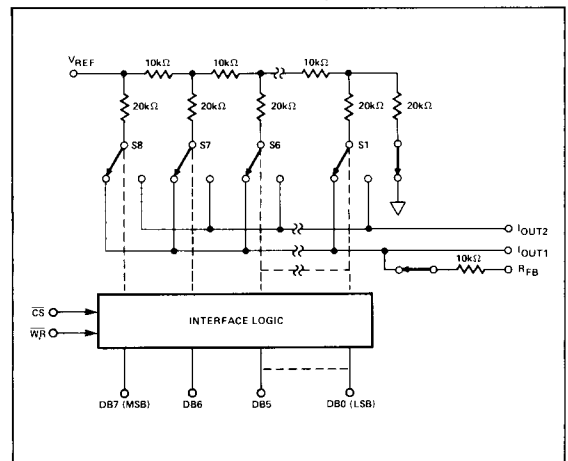 10kΩ 10kΩ 10kΩ
VREF
20kΩ 20kΩ 20kΩ 20kΩ 20kΩ
S8 S7 S6 S1
IOUT2
IOUT1
10kΩ
RFB
CS
WR
INTERFACE LOGIC
DB7 (MSB) DB6 DB5 DB0 (LSB)